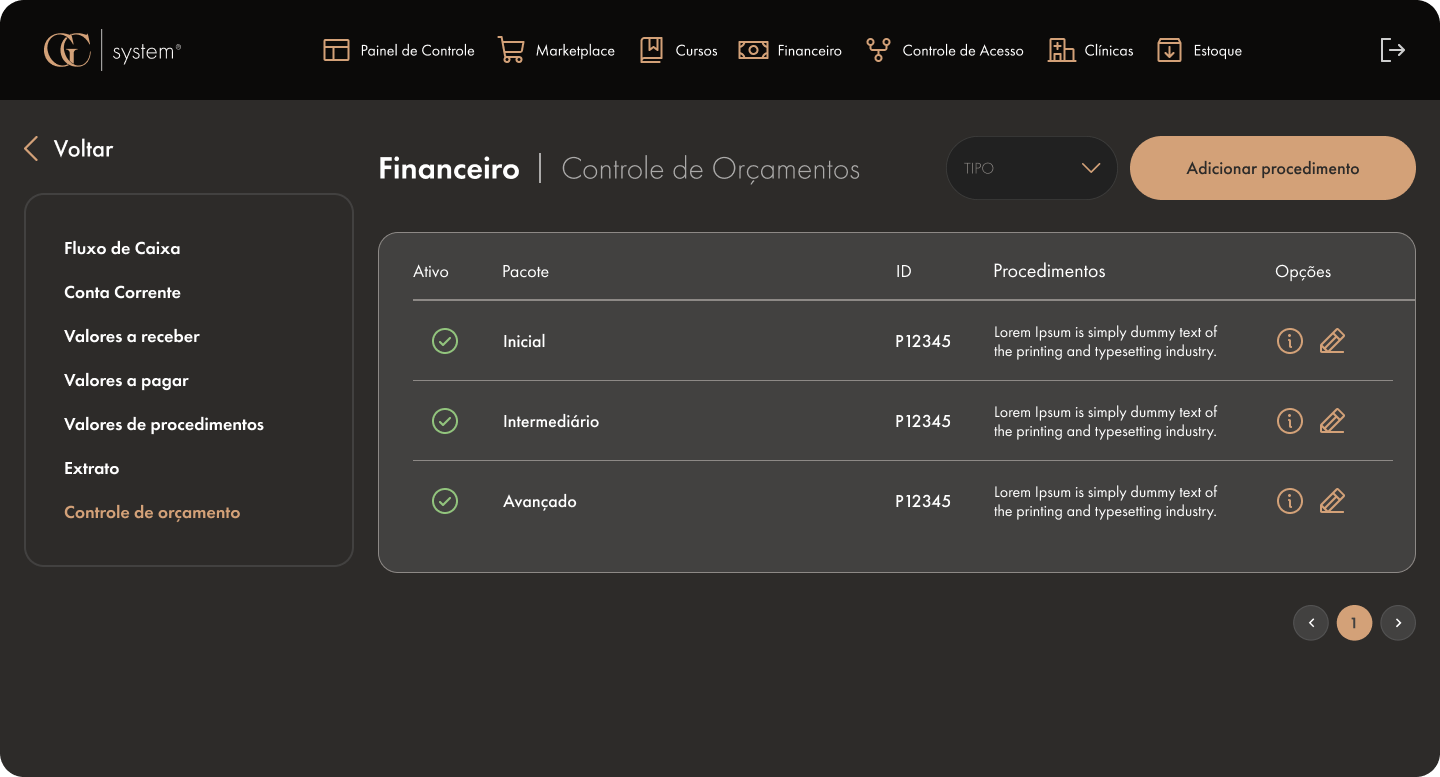 GC system®
Painel de Controle
Marketplace
Cursos
Financeiro
Controle de Acesso
Clínicas
Estoque
Voltar
Fluxo de Caixa
Conta Corrente
Valores a receber
Valores a pagar
Valores de procedimentos
Extrato
Controle de orçamento
Financeiro | Controle de Orçamentos
TIPO
Adicionar procedimento
Ativo Pacote ID Procedimentos Opções
Inicial P12345
Lorem Ipsum is simply dummy text of
the printing and typesetting industry.
Intermediário P12345
Lorem Ipsum is simply dummy text of
the printing and typesetting industry.
Avançado P12345
Lorem Ipsum is simply dummy text of
the printing and typesetting industry.
1